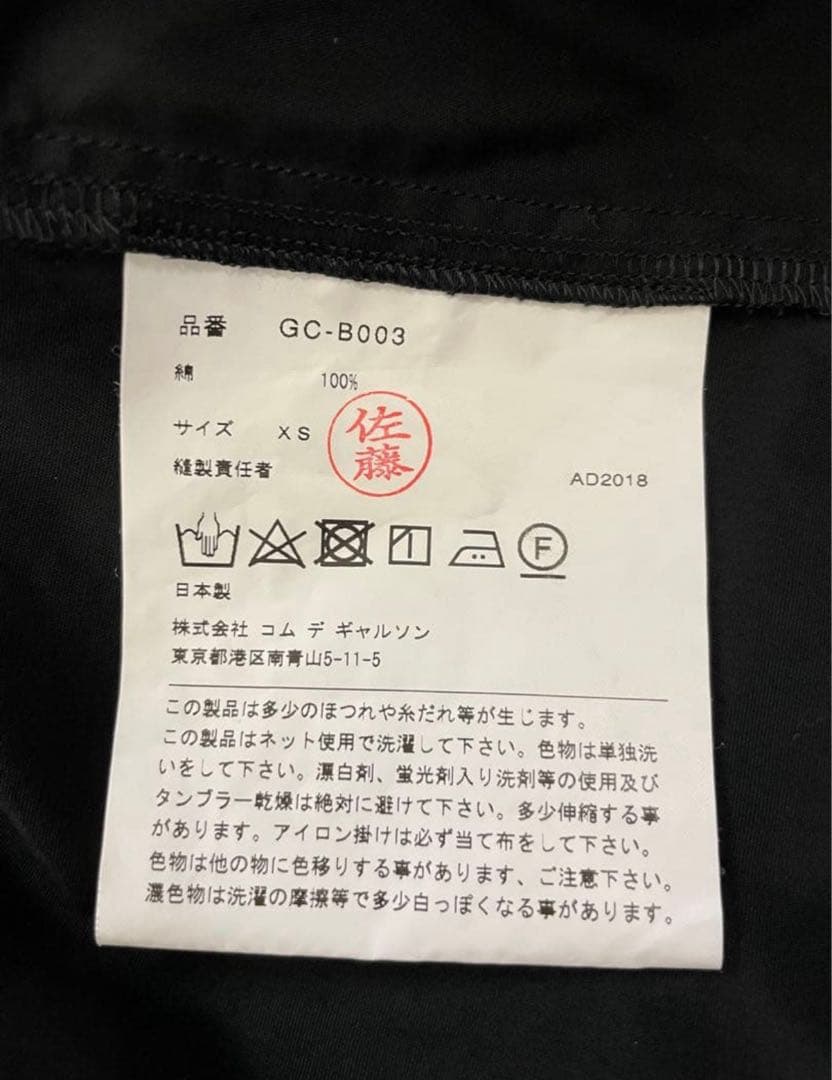 品番 GC-B003
綿 100%
サイズ XS
佐藤
縫製責任者
AD2018
F
日本製
株式会社 コム デ ギャルソン
東京都港区南青山5-11-5
この製品は多少のほつれや糸だれ等が生じます。
この製品はネット使用で洗濯して下さい。色物は単独洗
いをして下さい。漂白剤、蛍光剤入り洗剤等の使用及び
タンブラー乾燥は絶対に避けて下さい。多少伸縮する事
があります。アイロン掛けは必ず当て布をして下さい。
色物は他の物に色移りする事があります、ご注意下さい。
濃色物は洗濯の摩擦等で多少白っぽくなる事があります。